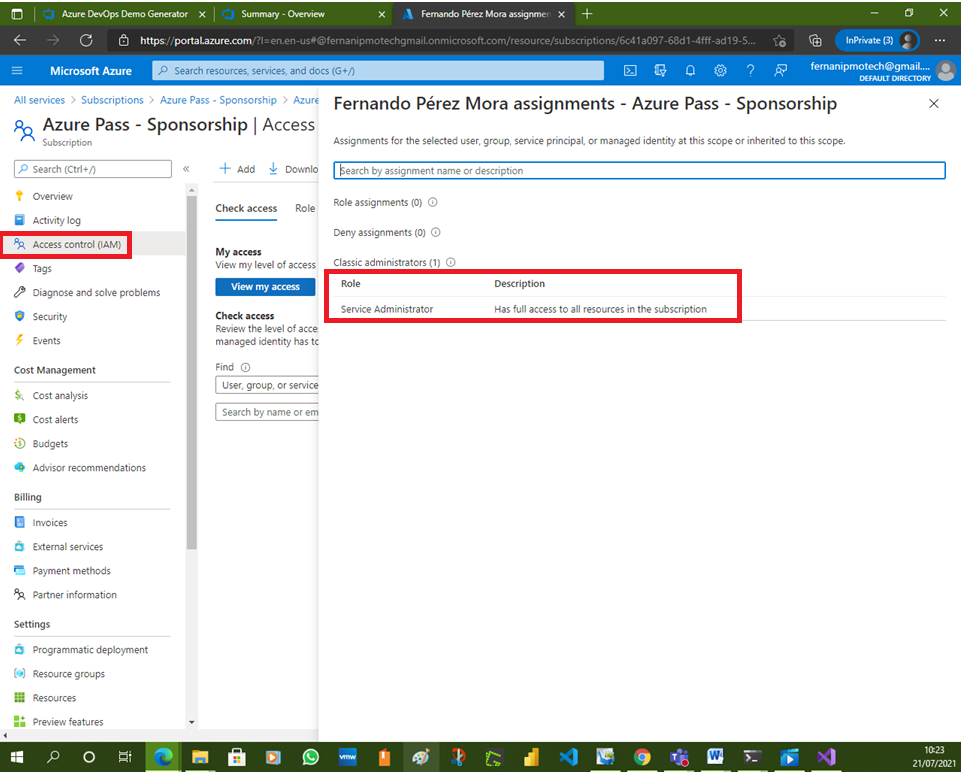 Azure DevOps Demo Generator
Summary - Overview
Fernando Pérez Mora assignmen
https://portal.azure.com/?l=en.en-us#@fernanipmotechgmail.onmicrosoft.com/resource/subscriptions/6c41a097-68d1-4fff-ad19-5...
InPrivate (3)
Microsoft Azure
Search resources, services, and docs (G+/)
fernanipmotech@gmail....
DEFAULT DIRECTORY
All services > Subscriptions > Azure Pass - Sponsorship > Azure
Azure Pass - Sponsorship | Access
Subscription
Search (Ctrl+/)
«
Overview
Activity log
Access control (IAM)
Tags
Diagnose and solve problems
Security
Events
Cost Management
Cost analysis
Cost alerts
Budgets
Advisor recommendations
Billing
Invoices
External services
Payment methods
Partner information
Settings
Programmatic deployment
Resource groups
Resources
Preview features
Add
Downlo
Check access
Role
My access
View my level of access
View my access
Check access
Review the level of acce
managed identity has to
Find
User, group, or service
Search by name or em
Fernando Pérez Mora assignments - Azure Pass - Sponsorship
Assignments for the selected user, group, service principal, or managed identity at this scope or inherited to this scope.
Search by assignment name or description
Role assignments (0)
Deny assignments (0)
Classic administrators (1)
Role Description
Service Administrator Has full access to all resources in the subscription
vmw
10:23
21/07/2021